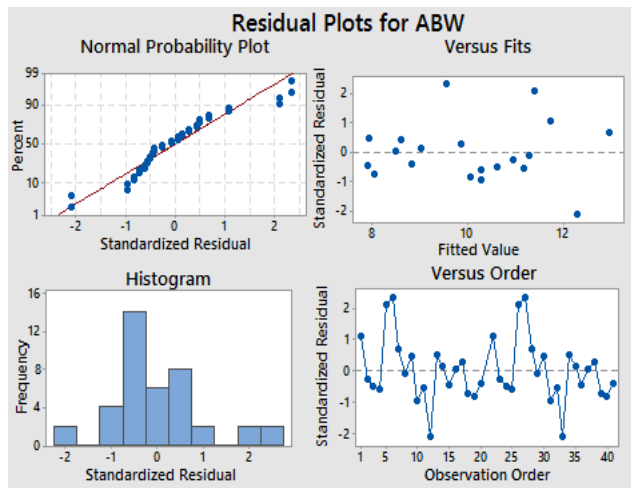 Residual Plots for ABW
Normal Probability Plot
99
90
50
10
1
Percent
-2 -1 0 1 2
Standardized Residual
Versus Fits
2
1
0
-1
-2
Standardized Residual
8 10 12
Fitted Value
Histogram
16
12
8
4
0
Frequency
-2 -1 0 1 2
Standardized Residual
Versus Order
2
1
0
-1
-2
Standardized Residual
1 5 10 15 20 25 30 35 40
Observation Order